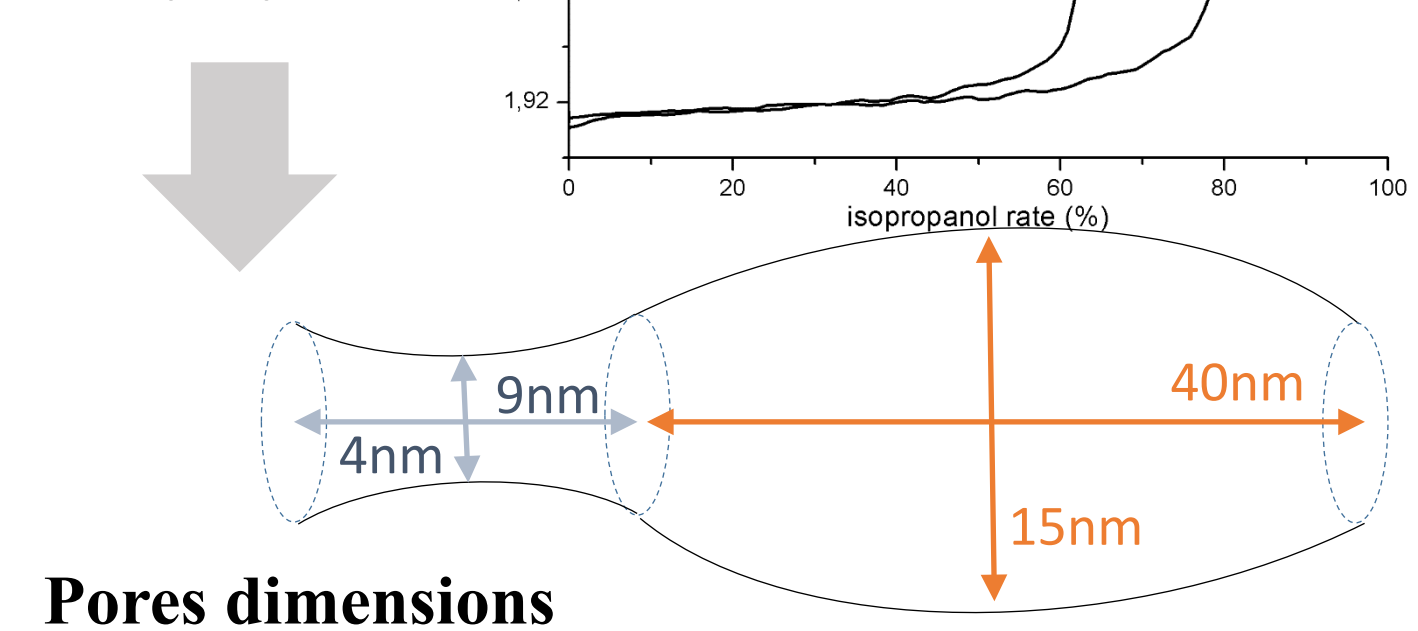 1,92
0 20 40 60 80 100
isopropanol rate (%)
9nm
40nm
4nm
15nm
Pores dimensions